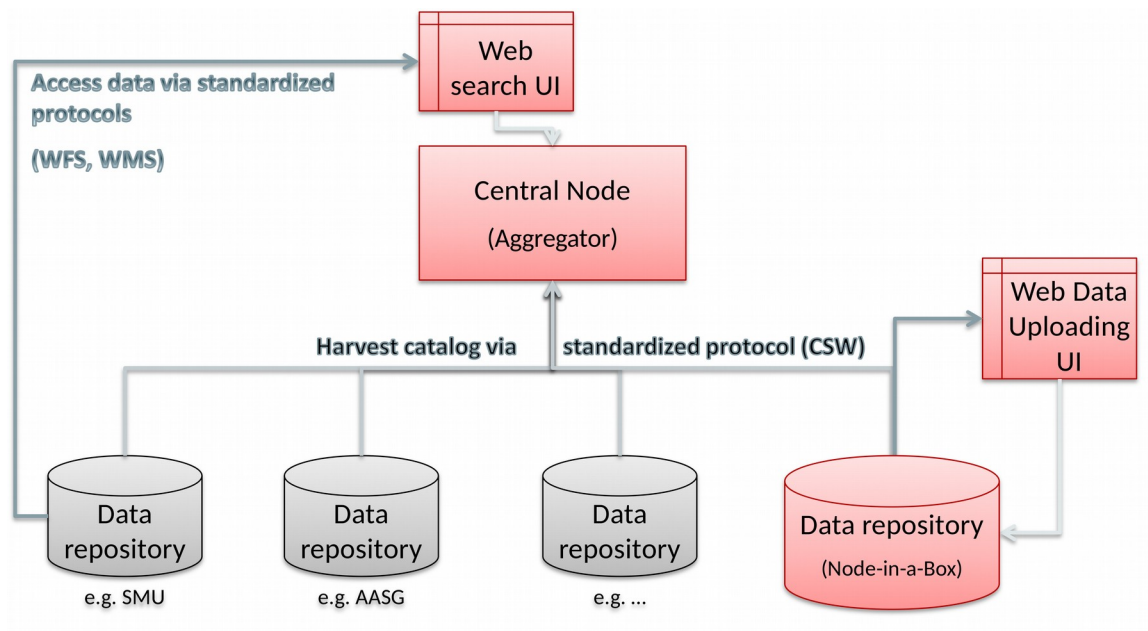 Web
search UI
Access data via standardized
protocols
(WFS, WMS)
Central Node
(Aggregator)
Web Data
Uploading
UI
Harvest catalog via standardized protocol (CSW)
Data
repository
e.g. SMU
Data
repository
e.g. AASG
Data
repository
e.g. ...
Data repository
(Node-in-a-Box)